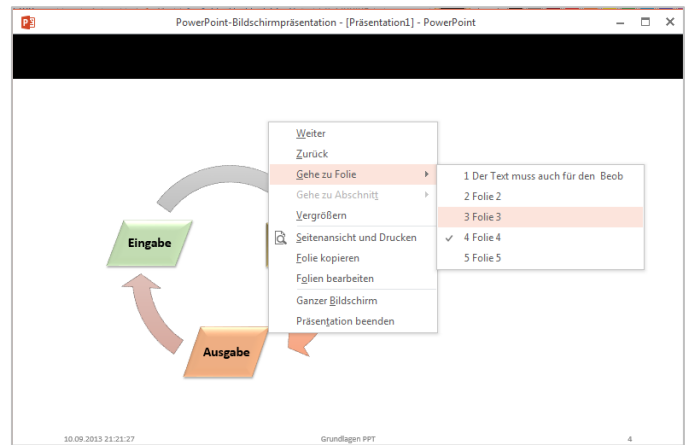 PowerPoint-Bildschirmpräsentation - [Präsentation1] - PowerPoint
Weiter
Zurück
Gehe zu Folie
Gehe zu Abschnitt
Vergrößern
Seitenansicht und Drucken
Folie kopieren
Folien bearbeiten
Ganzer Bildschirm
Präsentation beenden
1 Der Text muss auch für den Beob
2 Folie 2
3 Folie 3
4 Folie 4
5 Folie 5
Eingabe
Ausgabe
10.09.2013 21:21:27
Grundlagen PPT
4